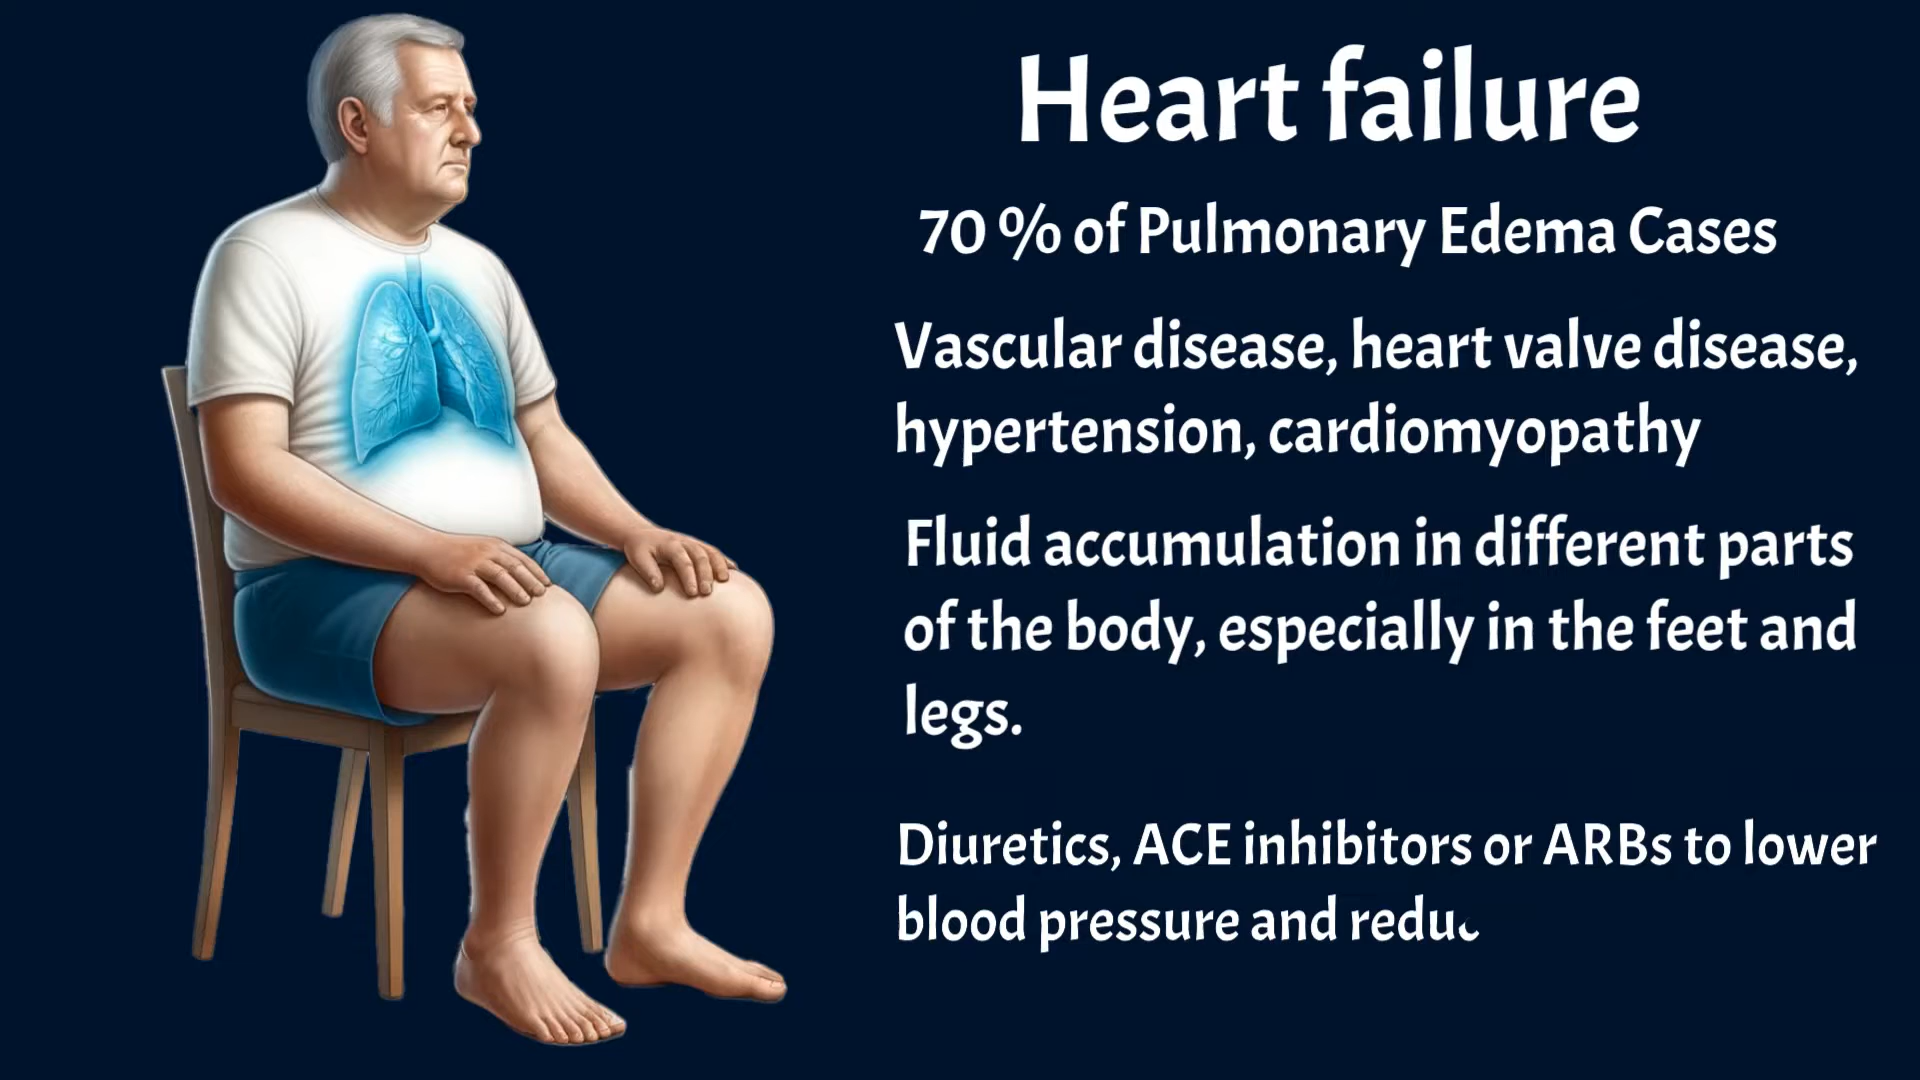 Heart failure
70 % of Pulmonary Edema Cases
Vascular disease, heart valve disease,
hypertension, cardiomyopathy
Fluid accumulation in different parts
of the body, especially in the feet and
legs.
Diuretics, ACE inhibitors or ARBs to lower
blood pressure and